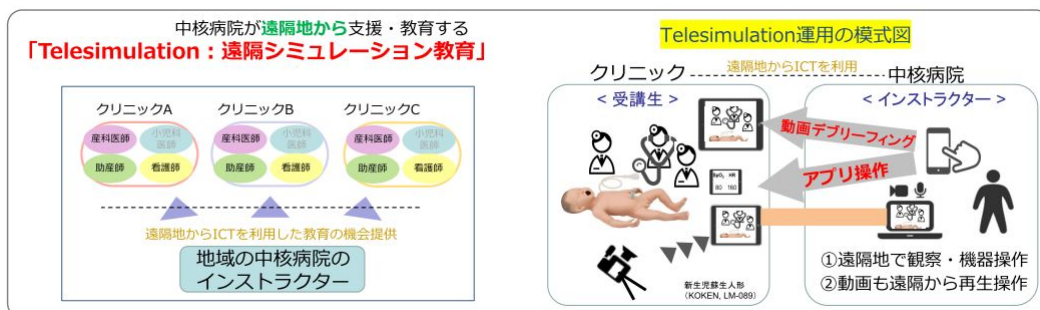 中核病院が遠隔地から支援・教育する
「Telesimulation：遠隔シミュレーション教育」
クリニックA
クリニックB
クリニックC
産科医師
小児科医師
助産師
看護師
産科医師
小児科医師
助産師
看護師
産科医師
小児科医師
助産師
看護師
遠隔地からICTを利用した教育の機会提供
地域の中核病院の
インストラクター
Telesimulation運用の模式図
クリニック
遠隔地からICTを利用
中核病院
< 受講生 >
< インストラクター >
動画デブリーフィング
アプリ操作
SpO₂ HR
80 160
新生児蘇生人形
(KOKEN, LM-089)
①遠隔地で観察・機器操作
②動画も遠隔から再生操作